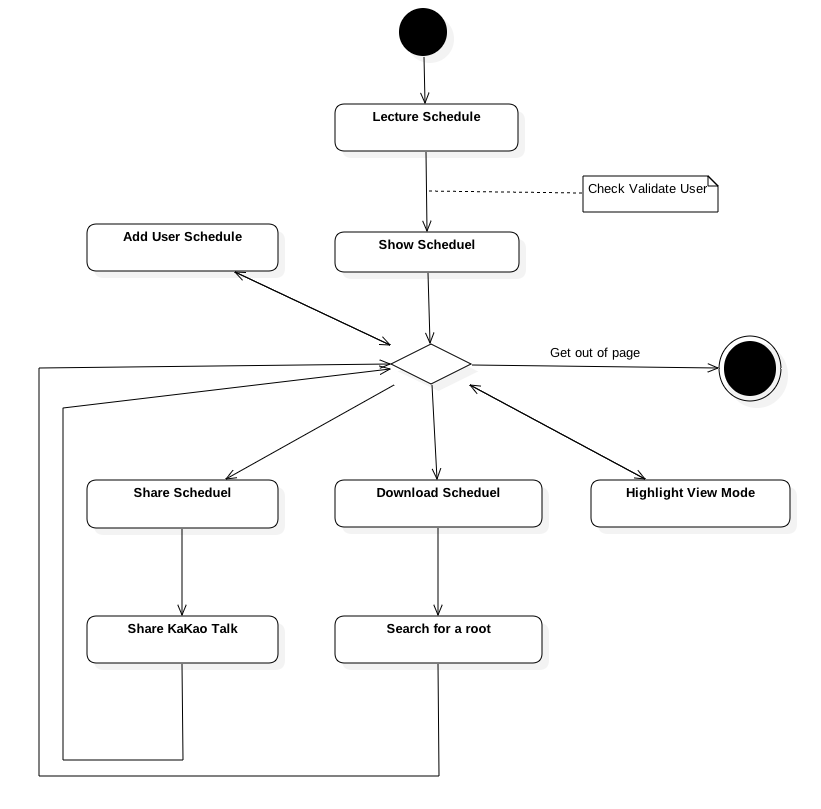 Lecture Schedule
Check Validate User
Add User Schedule
Show Scheduel
Get out of page
Share Scheduel
Download Scheduel
Highlight View Mode
Share KaKao Talk
Search for a root